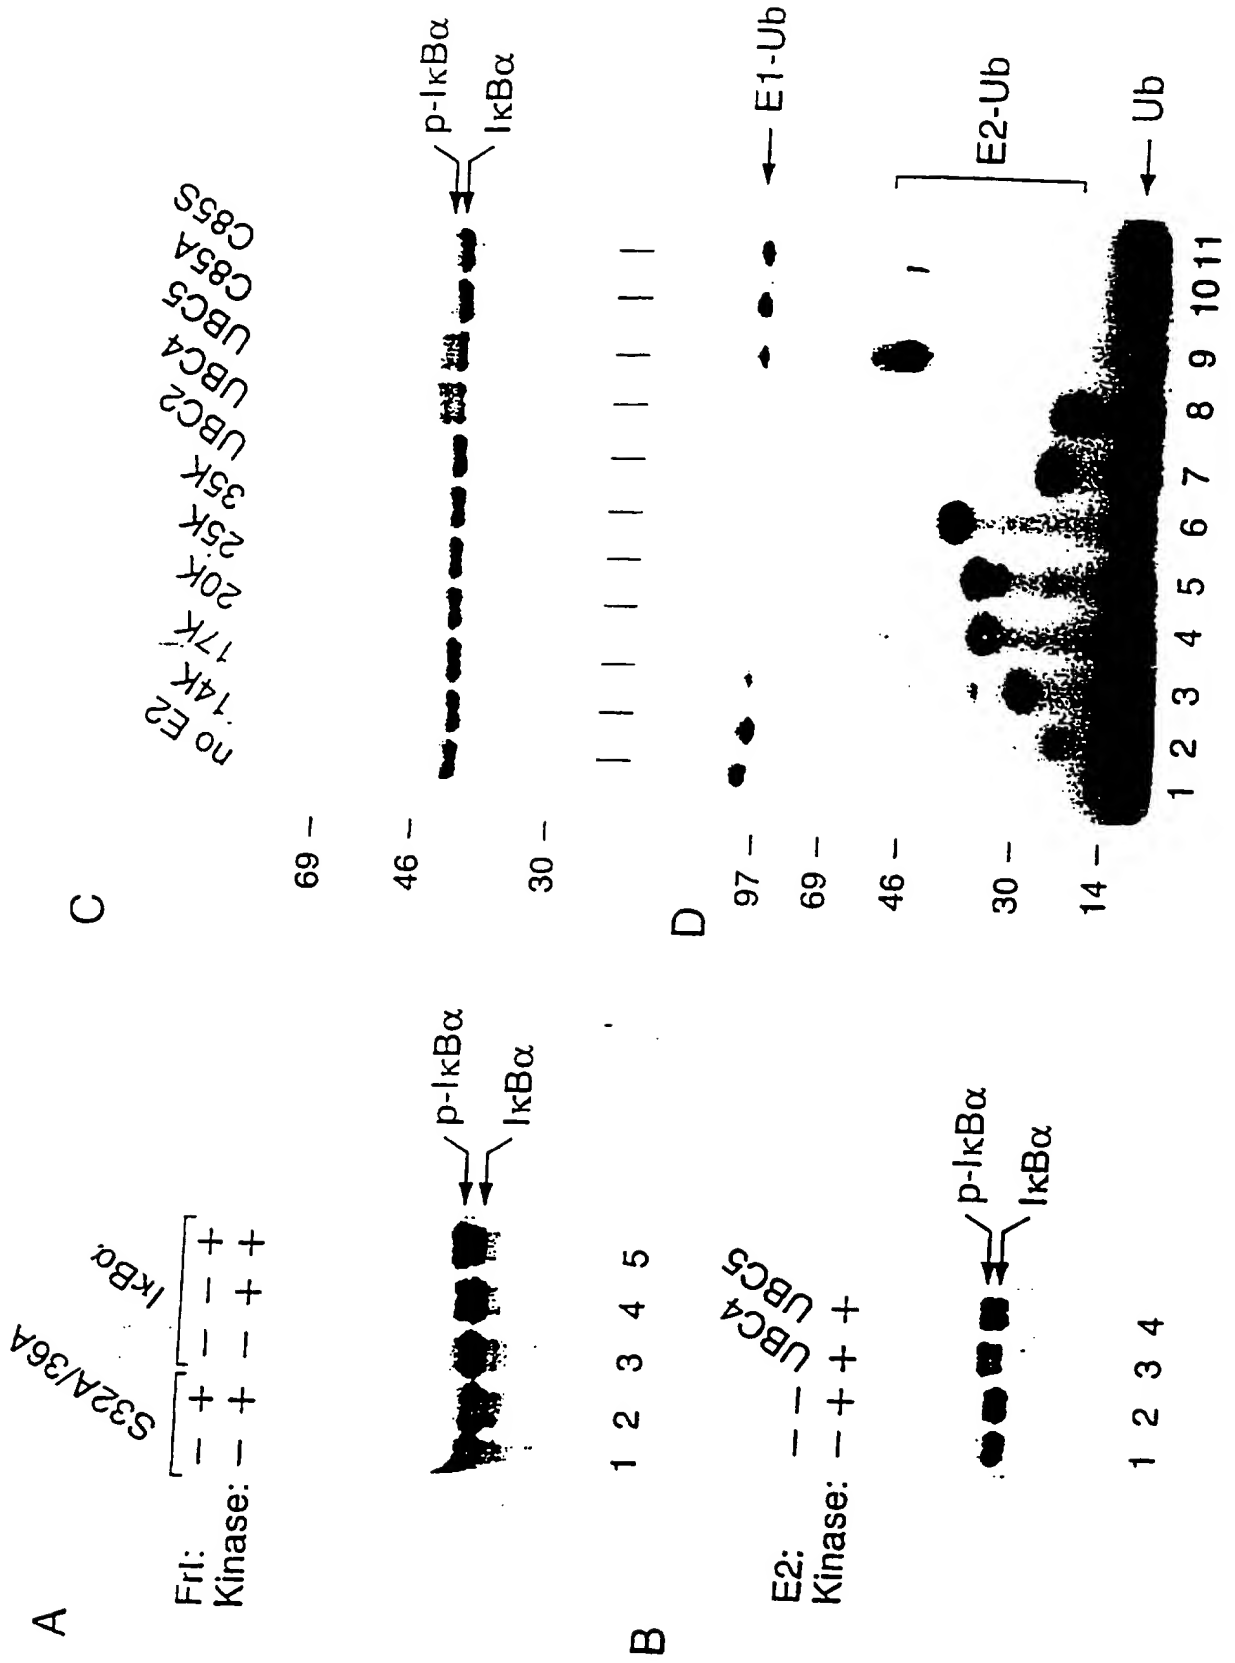 A
S32A/36A
IκBα
FrI: − + − − +
Kinase: − + − + +
p-IκBα
IκBα
1 2 3 4 5
B
E2: − − UBC4 UBC5
Kinase: − + + +
p-IκBα
IκBα
1 2 3 4
C
no E2 14K 17K 20K 25K 35K UBC2 UBC4 UBC5 C85A C85S
69 –
46 –
30 –
p-IκBα
IκBα
D
97 –
69 –
46 –
30 –
14 –
E1-Ub
E2-Ub
Ub
1 2 3 4 5 6 7 8 9 10 11